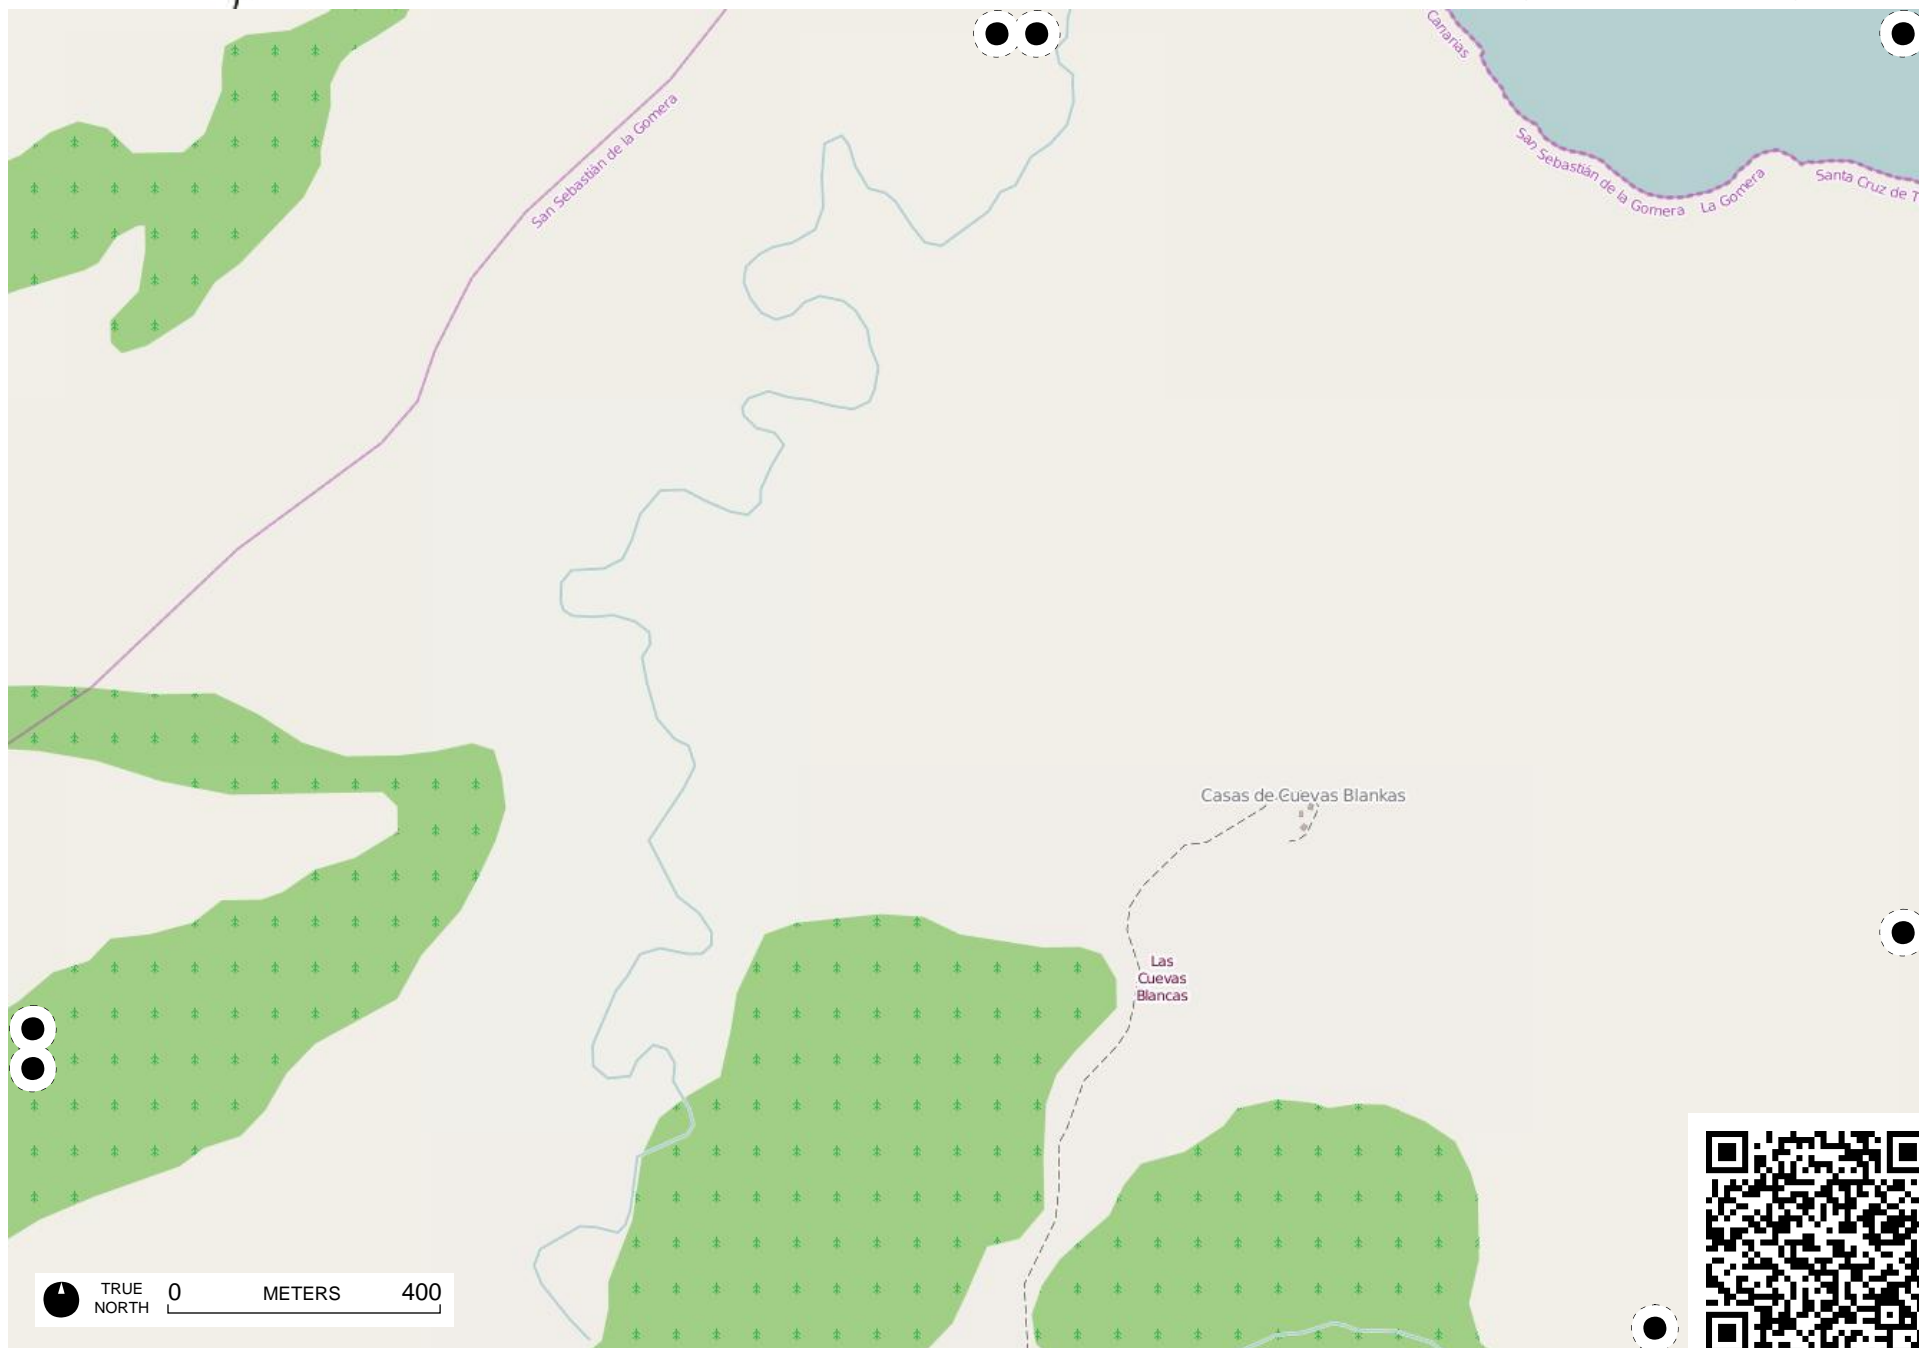 Canarias
San Sebastián de la Gomera
San Sebastián de la Gomera
La Gomera
Santa Cruz de T
Casas de Cuevas Blankas
Las
Cuevas
Blancas
TRUE
NORTH
0 METERS 400